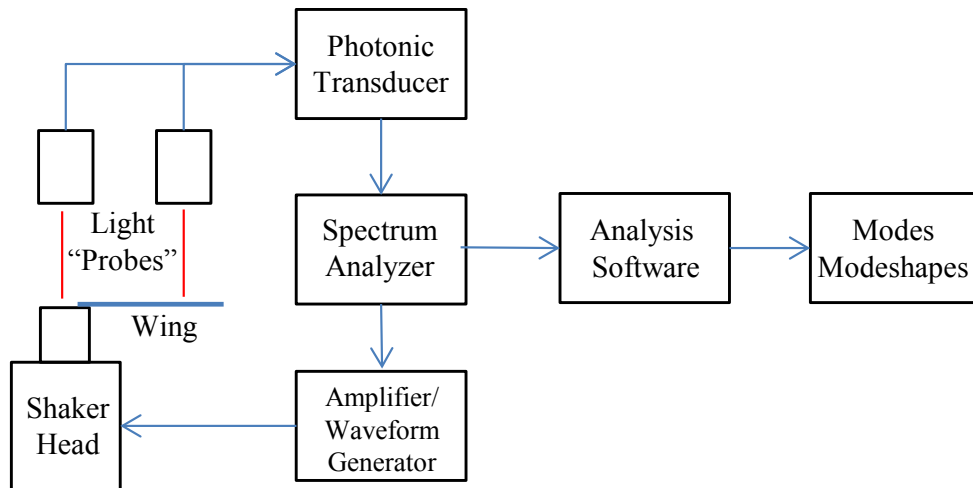 Photonic
Transducer
Light
“Probes”
Spectrum
Analyzer
Analysis
Software
Modes
Modeshapes
Wing
Shaker
Head
Amplifier/
Waveform
Generator